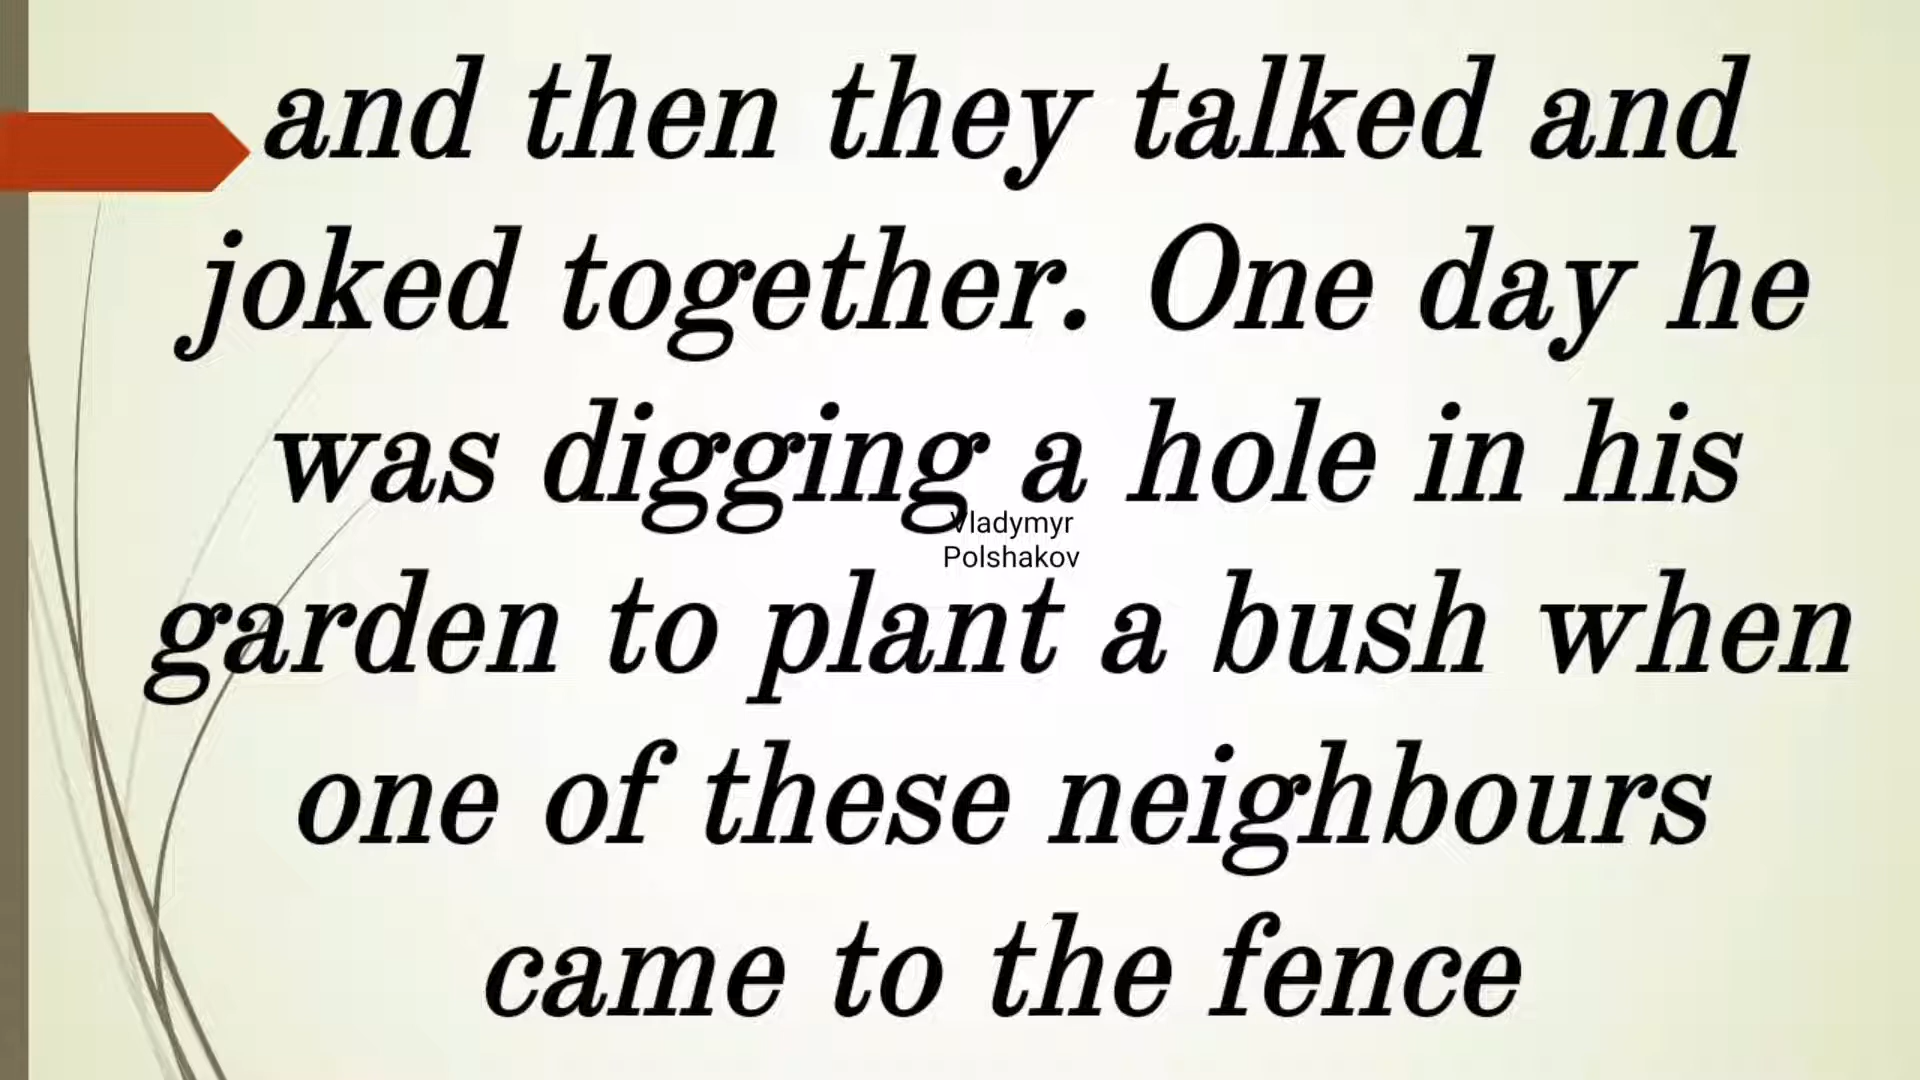 and then they talked and
joked together. One day he
was digging a hole in his
Vladymyr
Polshakov
garden to plant a bush when
one of these neighbours
came to the fence